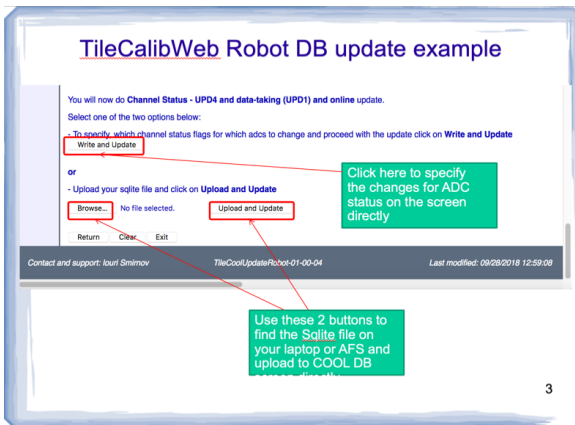 TileCalibWeb Robot DB update example
You will now do Channel Status - UPD4 and data-taking (UPD1) and online update.
Select one of the two options below:
- To specify, which channel status flags for which adcs to change and proceed with the update click on Write and Update
Write and Update
or
- Upload your sqlite file and click on Upload and Update
Browse... No file selected. Upload and Update
Return Clear Exit
Click here to specify
the changes for ADC
status on the screen
directly
Contact and support: Iouri Smirnov TileCoolUpdateRobot-01-00-04 Last modified: 09/28/2018 12:59:08
Use these 2 buttons to
find the Sqlite file on
your laptop or AFS and
upload to COOL DB
screen directly
3